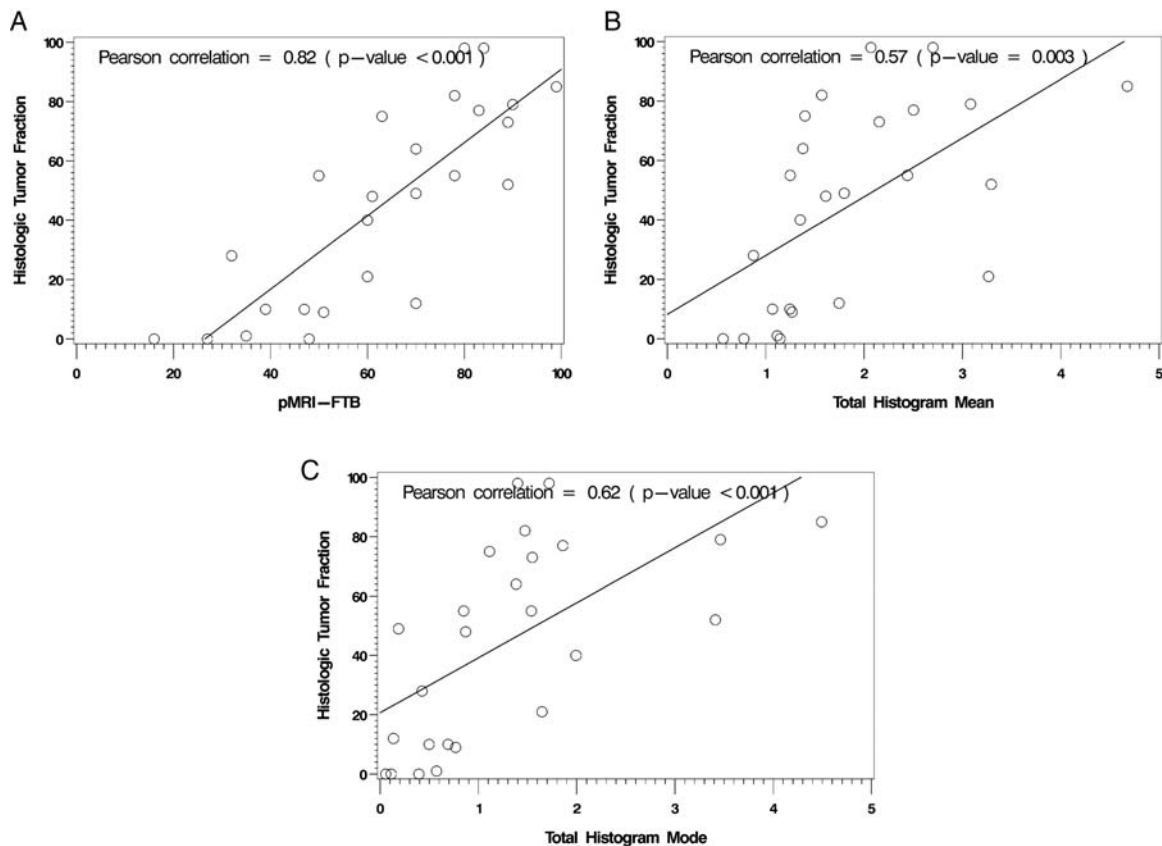 A
Pearson correlation = 0.82 ( p-value <0.001)
Histologic Tumor Fraction
100
80
60
40
20
0
0 20 40 60 80 100
pMRI-FTB
B
Pearson correlation = 0.57 ( p-value = 0.003 )
Histologic Tumor Fraction
100
80
60
40
20
0
0 1 2 3 4 5
Total Histogram Mean
C
Pearson correlation = 0.62 ( p-value <0.001)
Histologic Tumor Fraction
100
80
60
40
20
0
0 1 2 3 4 5
Total Histogram Mode